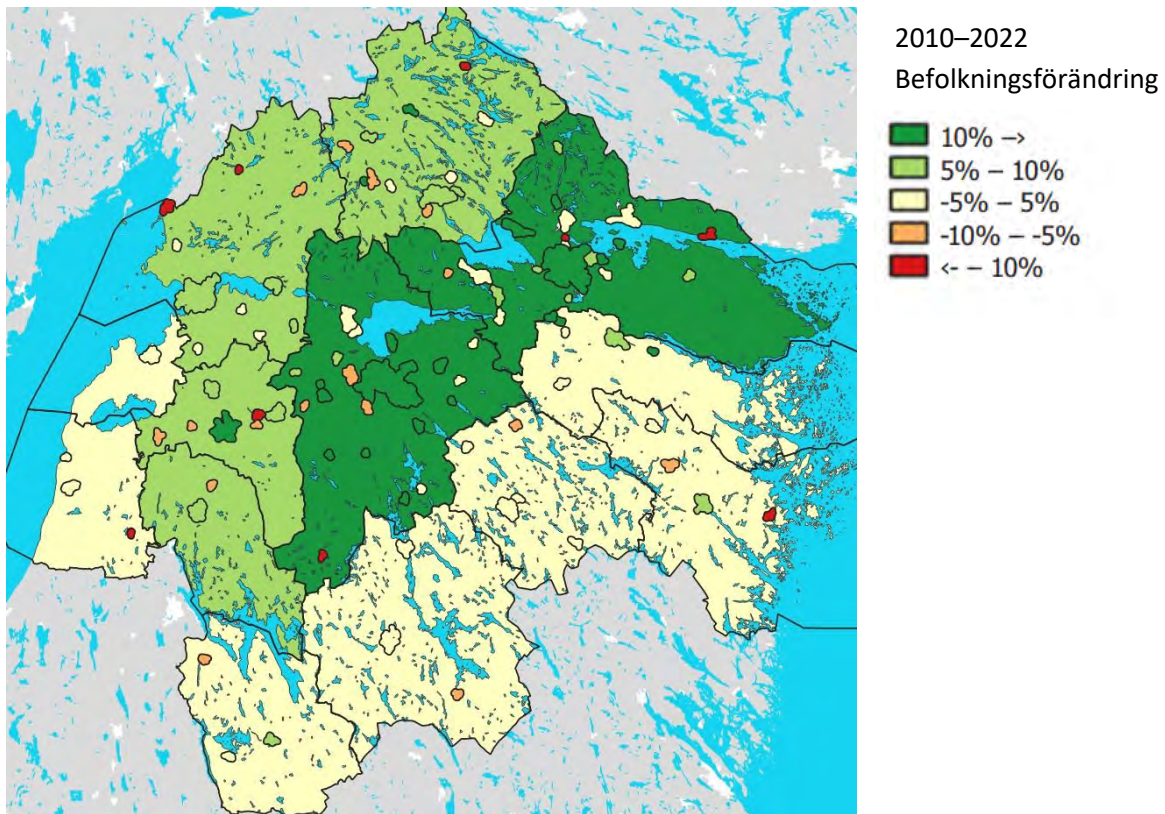 2010–2022
Befolkningsförändring
10% –>
5% – 10%
-5% – 5%
-10% – -5%
<- – 10%